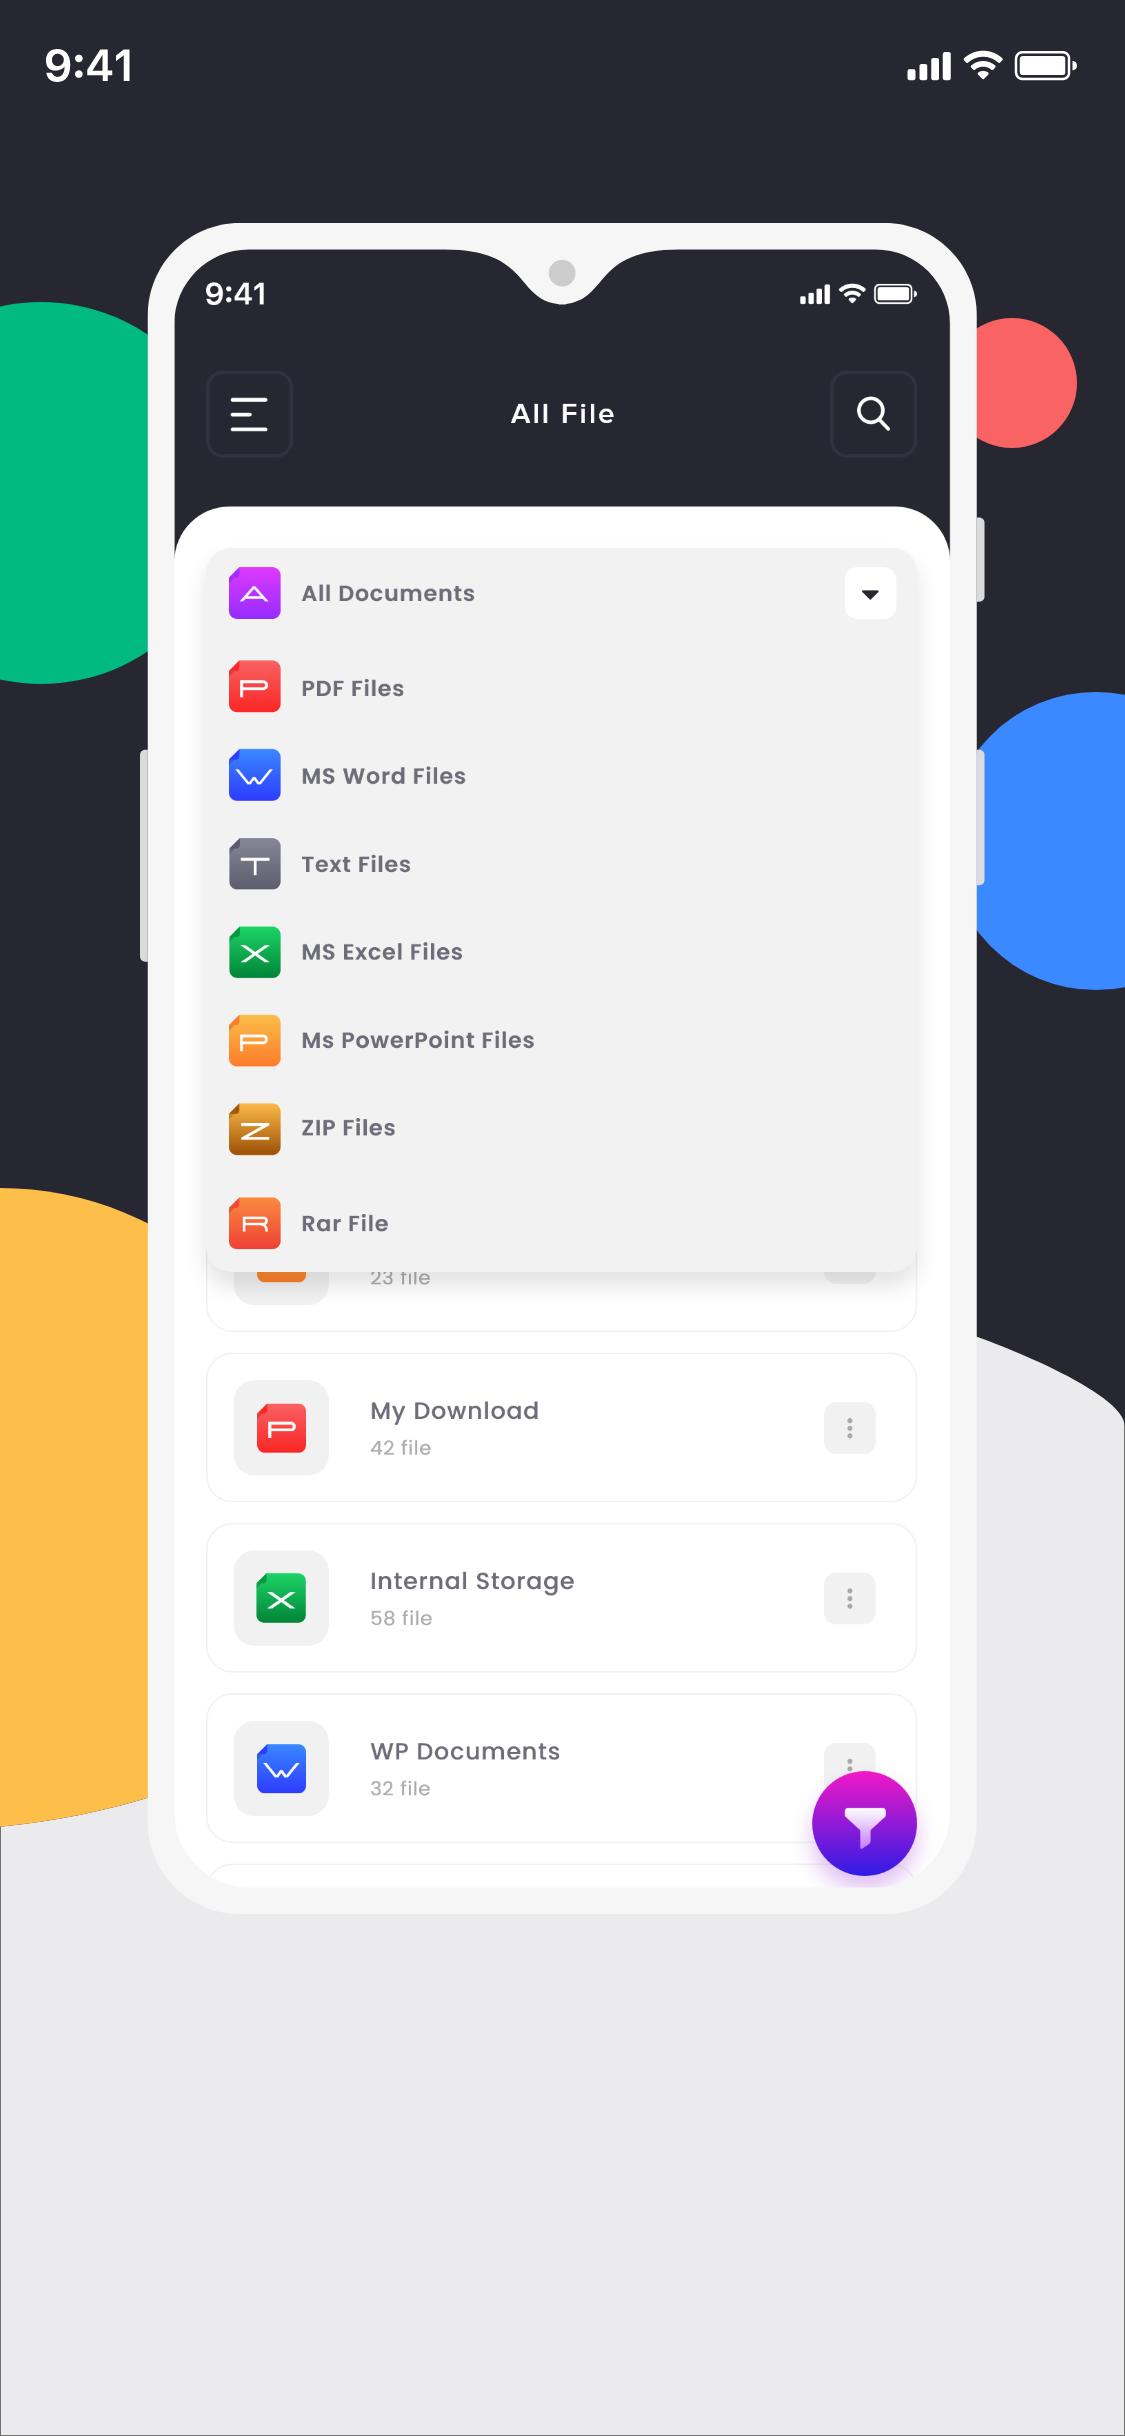 9:41
9:41
All File
All Documents
PDF Files
MS Word Files
Text Files
MS Excel Files
Ms PowerPoint Files
ZIP Files
Rar File
23 file
My Download
42 file
Internal Storage
58 file
WP Documents
32 file